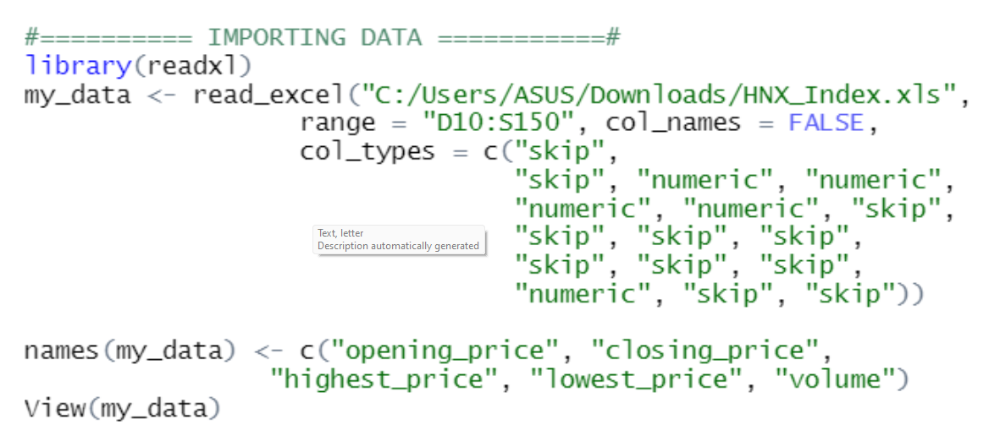 #========== IMPORTING DATA ===========#
library(readxl)
my_data <- read_excel("C:/Users/ASUS/Downloads/HNX_Index.xls",
range = "D10:S150", col_names = FALSE,
col_types = c("skip",
"skip", "numeric", "numeric",
"numeric", "numeric", "skip",
"skip", "skip", "skip",
"skip", "skip", "skip",
"numeric", "skip", "skip"))
Text, letter
Description automatically generated
names(my_data) <- c("opening_price", "closing_price",
"highest_price", "lowest_price", "volume")
View(my_data)